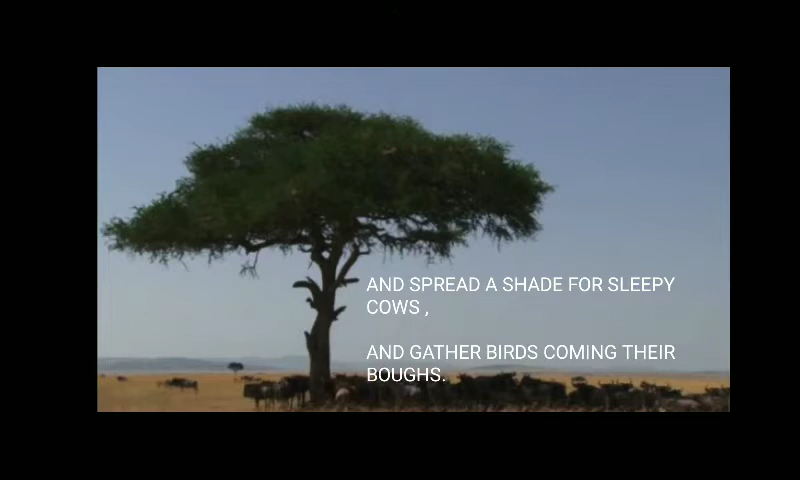 AND SPREAD A SHADE FOR SLEEPY
COWS ,
AND GATHER BIRDS COMING THEIR
BOUGHS.